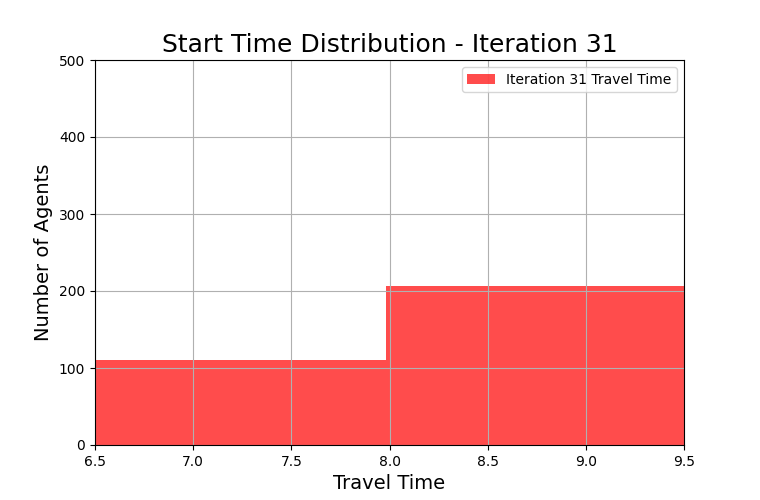 Start Time Distribution - Iteration 31
Iteration 31 Travel Time
Number of Agents
500
400
300
200
100
0
6.5 7.0 7.5 8.0 8.5 9.0 9.5
Travel Time